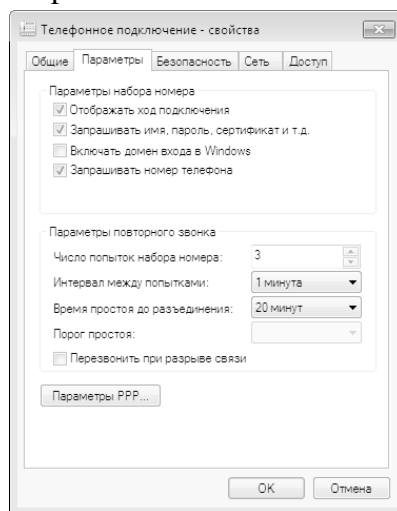 Телефонное подключение - свойства
Общие Параметры Безопасность Сеть Доступ
Параметры набора номера
Отображать ход подключения
Запрашивать имя, пароль, сертификат и т.д.
Включать домен входа в Windows
Запрашивать номер телефона
Параметры повторного звонка
Число попыток набора номера: 3
Интервал между попытками: 1 минута
Время простоя до разъединения: 20 минут
Порог простоя:
Перезвонить при разрыве связи
Параметры PPP...
OK Отмена